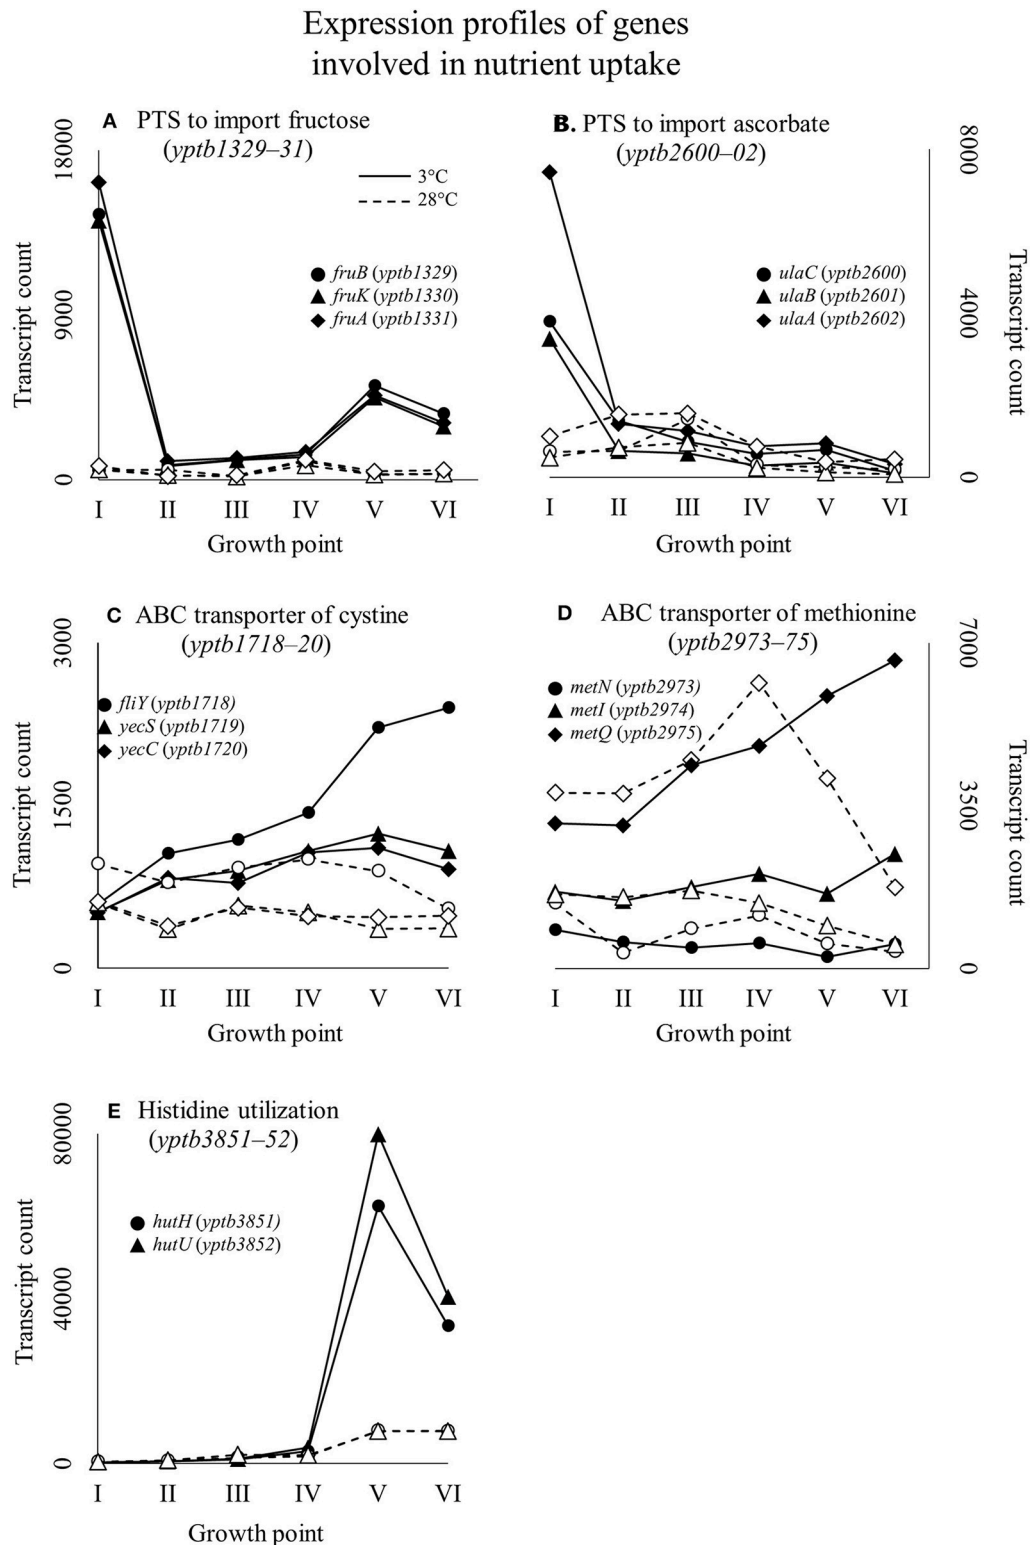 Expression profiles of genes
involved in nutrient uptake
A PTS to import fructose
(yptb1329–31)
3°C
28°C
fruB (yptb1329)
fruK (yptb1330)
fruA (yptb1331)
Transcript count
18000
9000
0
I II III IV V VI
Growth point
B. PTS to import ascorbate
(yptb2600–02)
ulaC (yptb2600)
ulaB (yptb2601)
ulaA (yptb2602)
8000
4000
0
Transcript count
I II III IV V VI
Growth point
C ABC transporter of cystine
(yptb1718–20)
fliY (yptb1718)
yecS (yptb1719)
yecC (yptb1720)
Transcript count
3000
1500
0
I II III IV V VI
Growth point
D ABC transporter of methionine
(yptb2973–75)
metN (yptb2973)
metI (yptb2974)
metQ (yptb2975)
7000
3500
0
Transcript count
I II III IV V VI
Growth point
E Histidine utilization
(yptb3851–52)
hutH (yptb3851)
hutU (yptb3852)
Transcript count
80000
40000
0
I II III IV V VI
Growth point